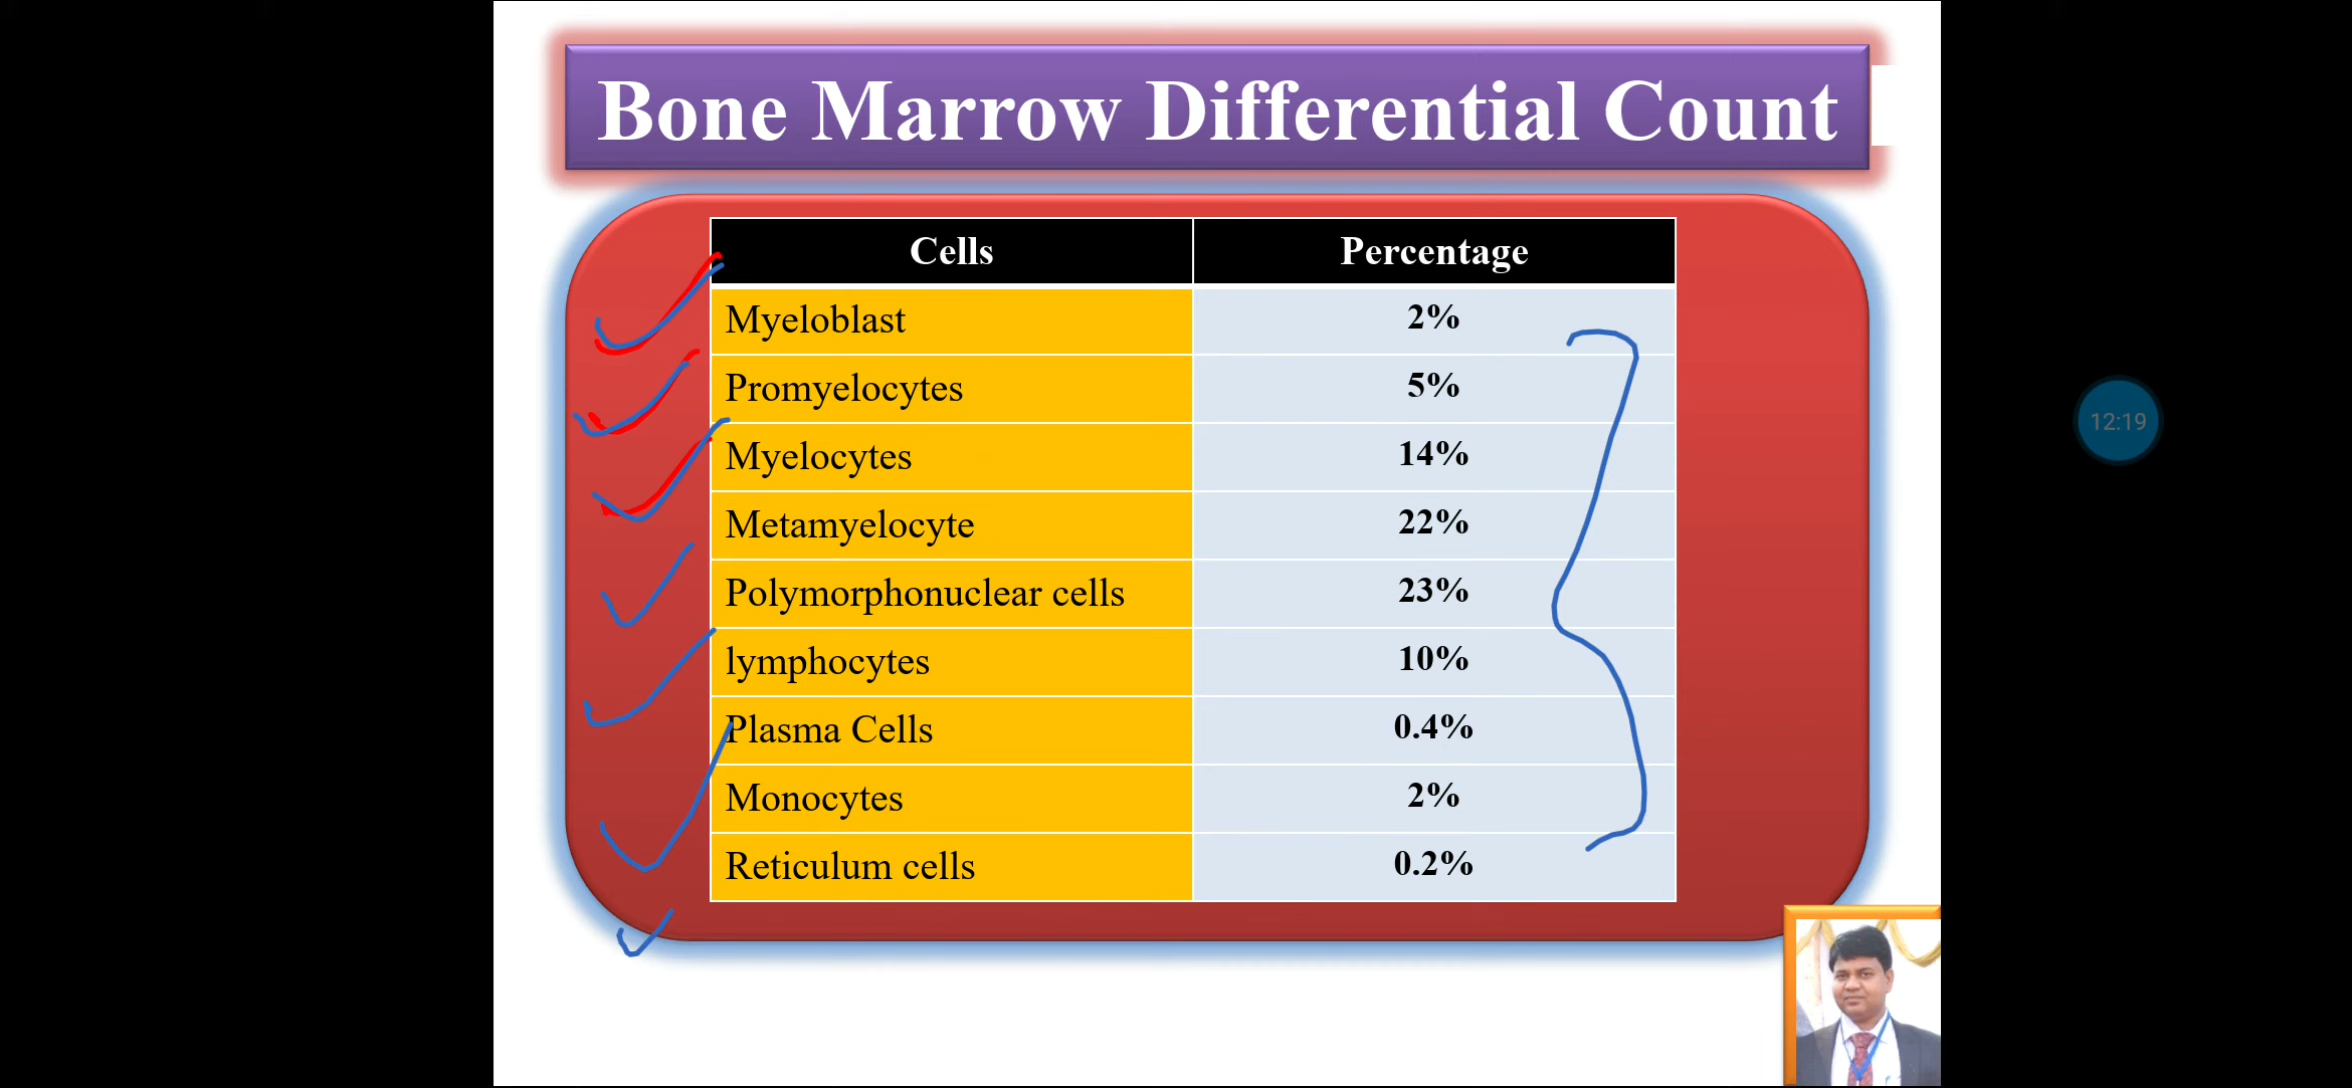 Bone Marrow Differential Count
Cells Percentage
Myeloblast 2%
Promyelocytes 5%
Myelocytes 14%
Metamyelocyte 22%
Polymorphonuclear cells 23%
lymphocytes 10%
Plasma Cells 0.4%
Monocytes 2%
Reticulum cells 0.2%
12:19